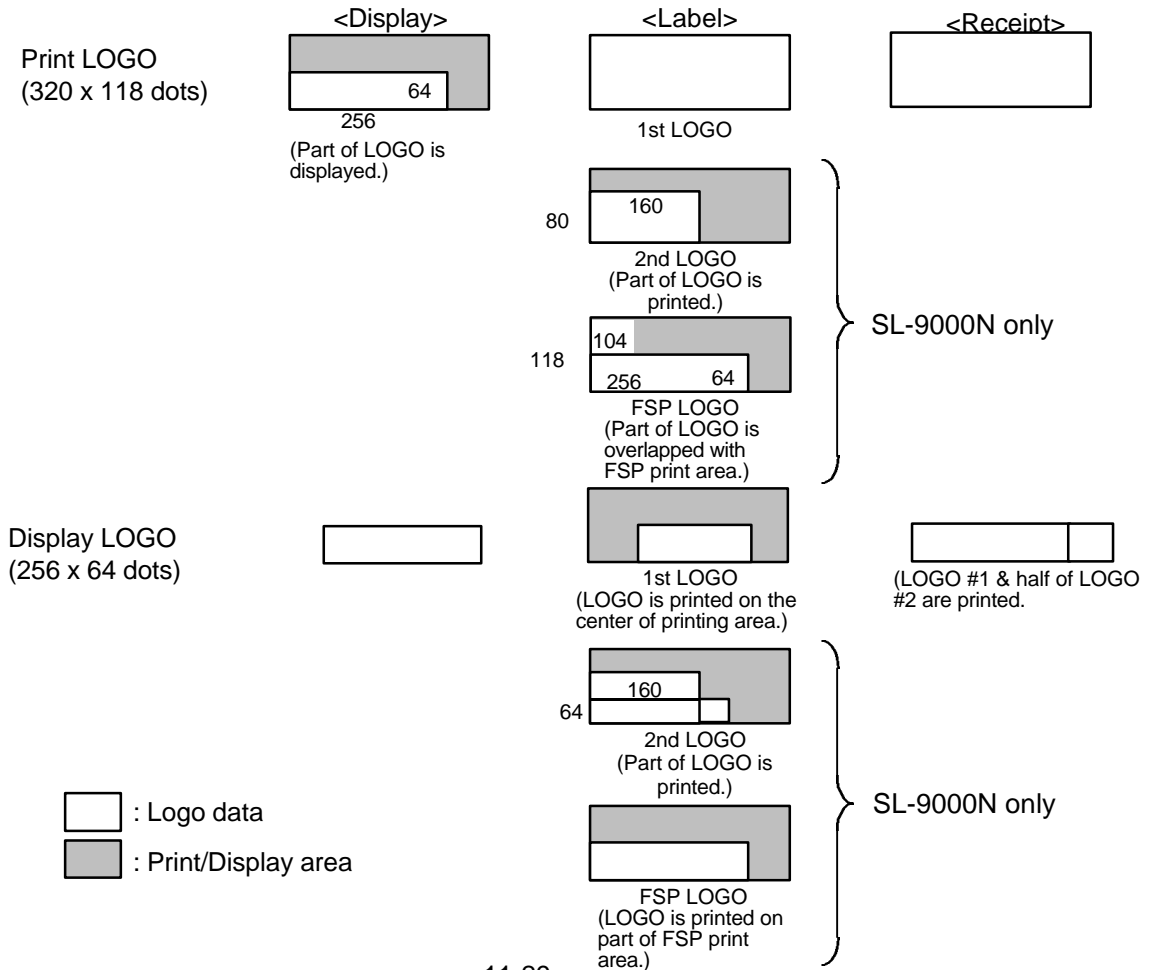 <Display>
<Label>
<Receipt>
Print LOGO
(320 x 118 dots)
64
256
(Part of LOGO is
displayed.)
1st LOGO
80
160
2nd LOGO
(Part of LOGO is
printed.)
118
104
256
64
FSP LOGO
(Part of LOGO is
overlapped with
FSP print area.)
SL-9000N only
Display LOGO
(256 x 64 dots)
1st LOGO
(LOGO is printed on the
center of printing area.)
(LOGO #1 & half of LOGO
#2 are printed.
64
160
2nd LOGO
(Part of LOGO is
printed.)
SL-9000N only
: Logo data
: Print/Display area
FSP LOGO
(LOGO is printed on
part of FSP print
area.)